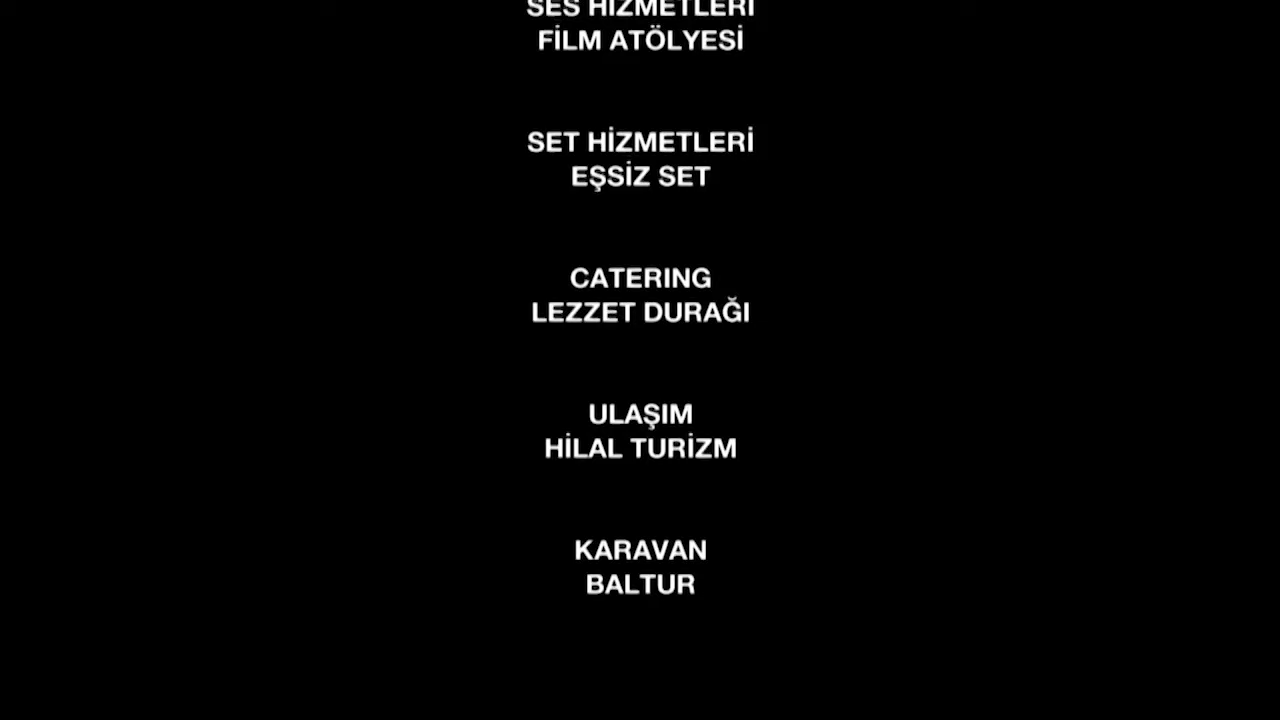 SES HİZMETLERİ
FİLM ATÖLYESİ
SET HİZMETLERİ
EŞSİZ SET
CATERING
LEZZET DURAĞI
ULAŞIM
HİLAL TURİZM
KARAVAN
BALTUR